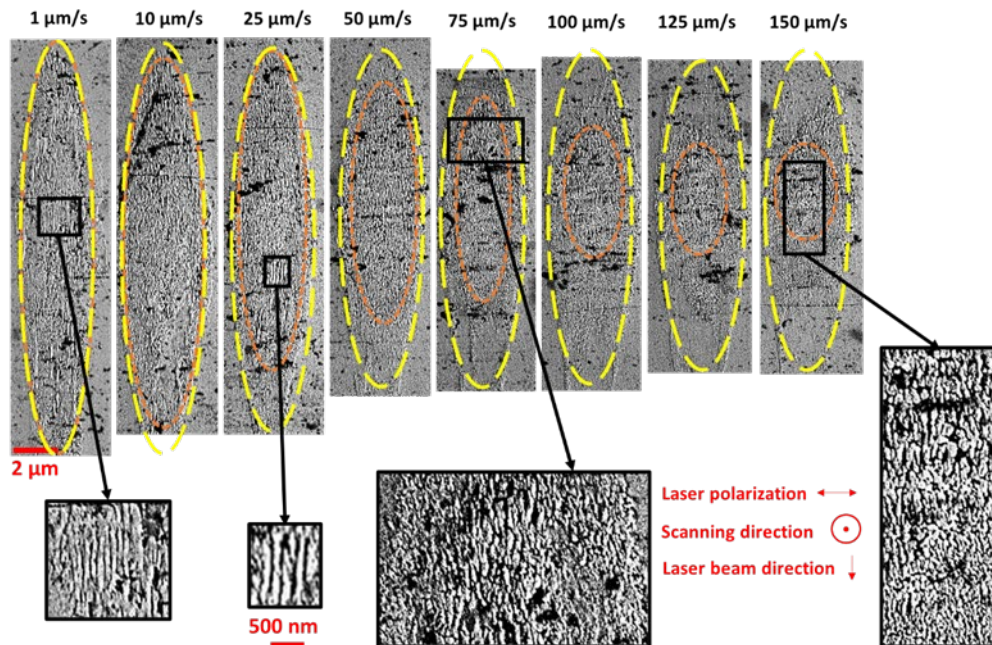 1 µm/s
10 µm/s
25 µm/s
50 µm/s
75 µm/s
100 µm/s
125 µm/s
150 µm/s
2 µm
500 nm
Laser polarization
Scanning direction
Laser beam direction